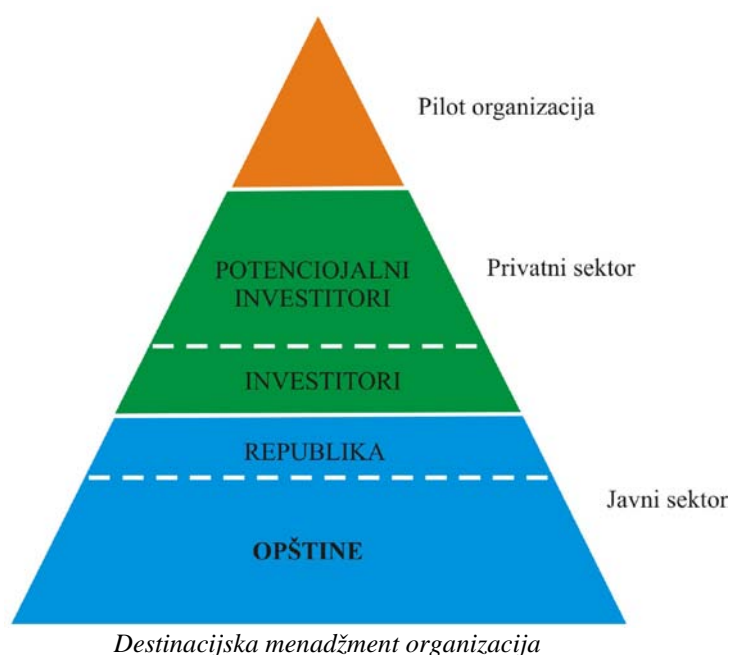 Pilot organizacija
Privatni sektor
POTENCIOJALNI
INVESTITORI
INVESTITORI
REPUBLIKA
Javni sektor
OPŠTINE
Destinacijska menadžment organizacija